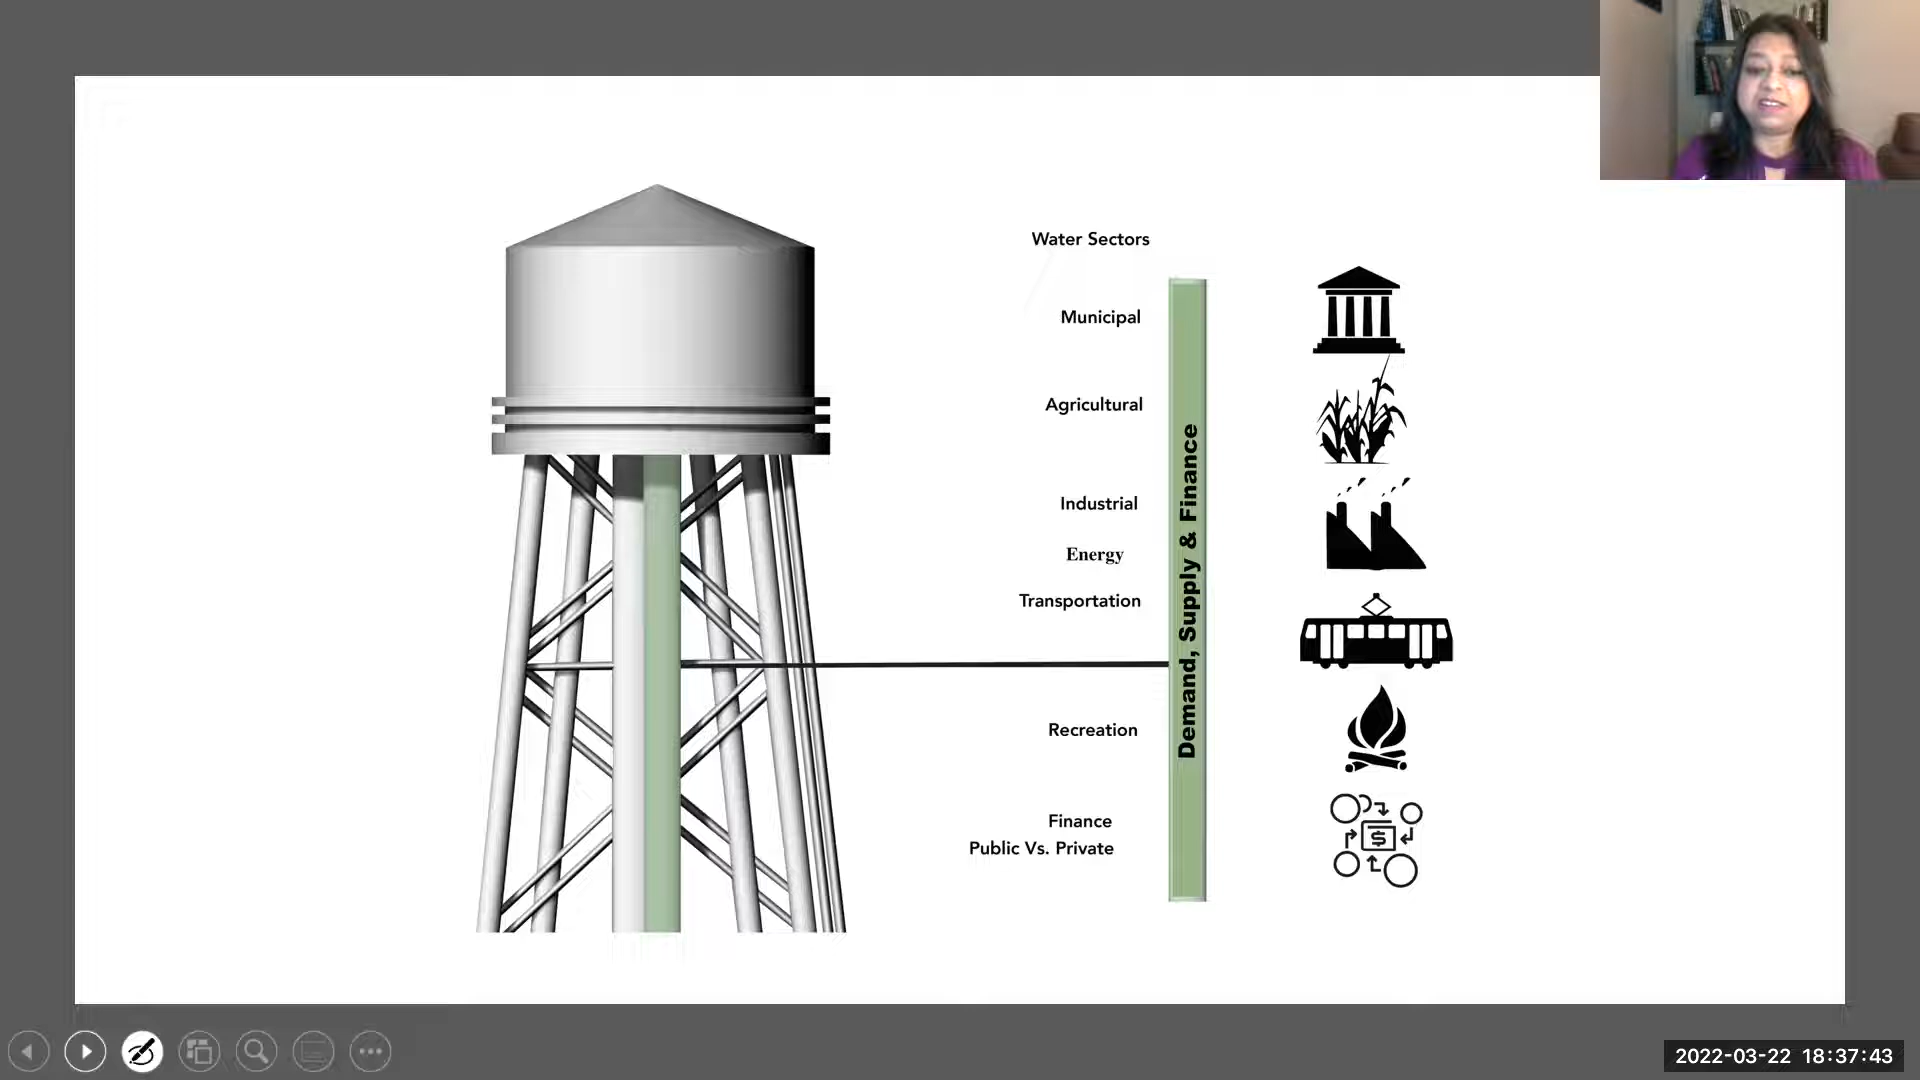 Water Sectors
Municipal
Agricultural
Industrial
Energy
Transportation
Recreation
Finance
Public Vs. Private
Demand, Supply & Finance
$
2022-03-22 18:37:43